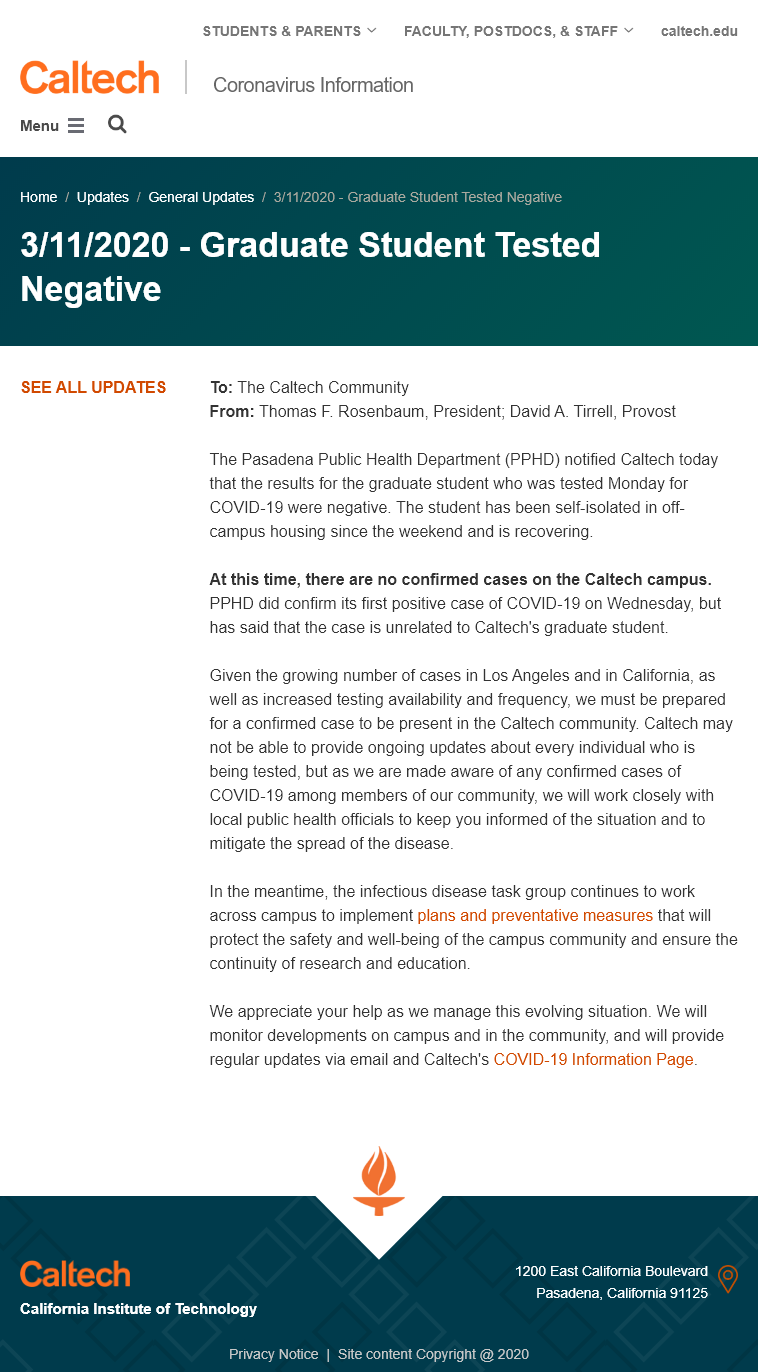 STUDENTS & PARENTS FACULTY, POSTDOCS, & STAFF caltech.edu
Caltech
Coronavirus Information
Menu
Home / Updates / General Updates / 3/11/2020 - Graduate Student Tested Negative
3/11/2020 - Graduate Student Tested
Negative
SEE ALL UPDATES
To: The Caltech Community
From: Thomas F. Rosenbaum, President; David A. Tirrell, Provost
The Pasadena Public Health Department (PPHD) notified Caltech today
that the results for the graduate student who was tested Monday for
COVID-19 were negative. The student has been self-isolated in off-
campus housing since the weekend and is recovering.
At this time, there are no confirmed cases on the Caltech campus.
PPHD did confirm its first positive case of COVID-19 on Wednesday, but
has said that the case is unrelated to Caltech's graduate student.
Given the growing number of cases in Los Angeles and in California, as
well as increased testing availability and frequency, we must be prepared
for a confirmed case to be present in the Caltech community. Caltech may
not be able to provide ongoing updates about every individual who is
being tested, but as we are made aware of any confirmed cases of
COVID-19 among members of our community, we will work closely with
local public health officials to keep you informed of the situation and to
mitigate the spread of the disease.
In the meantime, the infectious disease task group continues to work
across campus to implement plans and preventative measures that will
protect the safety and well-being of the campus community and ensure the
continuity of research and education.
We appreciate your help as we manage this evolving situation. We will
monitor developments on campus and in the community, and will provide
regular updates via email and Caltech's COVID-19 Information Page.
Caltech
California Institute of Technology
1200 East California Boulevard
Pasadena, California 91125
Privacy Notice | Site content Copyright @ 2020